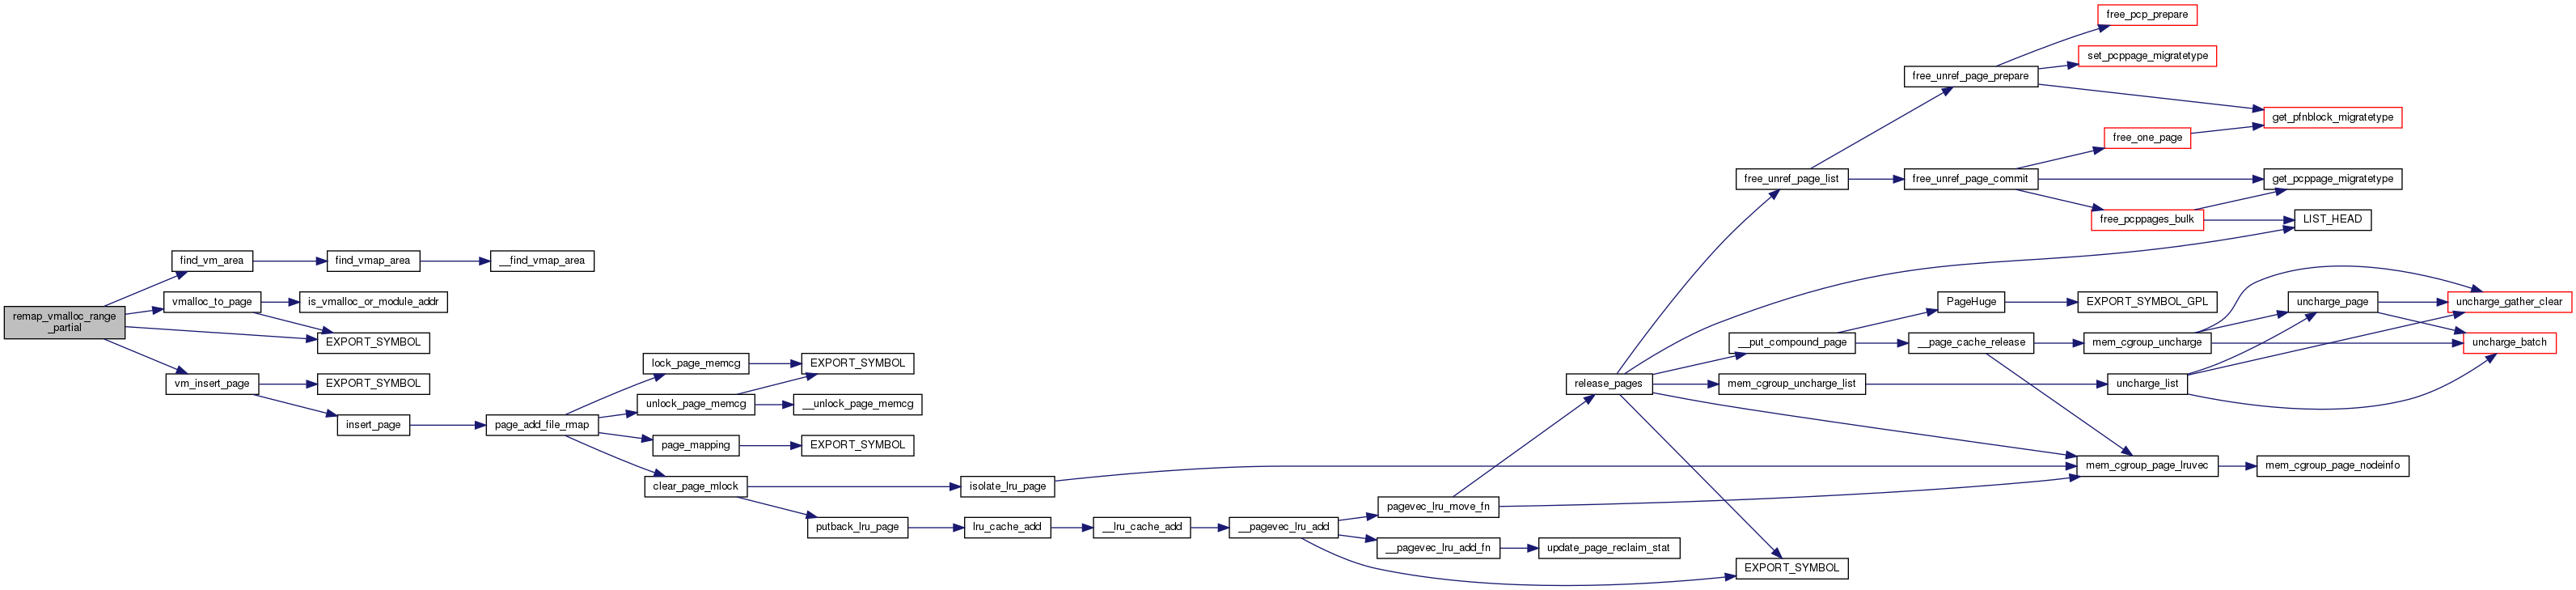 free_pcp_prepare
set_pcppage_migratetype
free_unref_page_prepare
get_pfnblock_migratetype
free_one_page
free_unref_page_list
free_unref_page_commit
get_pcppage_migratetype
free_pcppages_bulk
LIST_HEAD
find_vm_area
find_vmap_area
__find_vmap_area
vmalloc_to_page
is_vmalloc_or_module_addr
PageHuge
EXPORT_SYMBOL_GPL
uncharge_page
uncharge_gather_clear
remap_vmalloc_range
_partial
EXPORT_SYMBOL
__put_compound_page
__page_cache_release
mem_cgroup_uncharge
uncharge_batch
lock_page_memcg
EXPORT_SYMBOL
vm_insert_page
EXPORT_SYMBOL
release_pages
mem_cgroup_uncharge_list
uncharge_list
unlock_page_memcg
__unlock_page_memcg
insert_page
page_add_file_rmap
page_mapping
EXPORT_SYMBOL
mem_cgroup_page_lruvec
mem_cgroup_page_nodeinfo
clear_page_mlock
isolate_lru_page
pagevec_lru_move_fn
putback_lru_page
lru_cache_add
__lru_cache_add
__pagevec_lru_add
__pagevec_lru_add_fn
update_page_reclaim_stat
EXPORT_SYMBOL